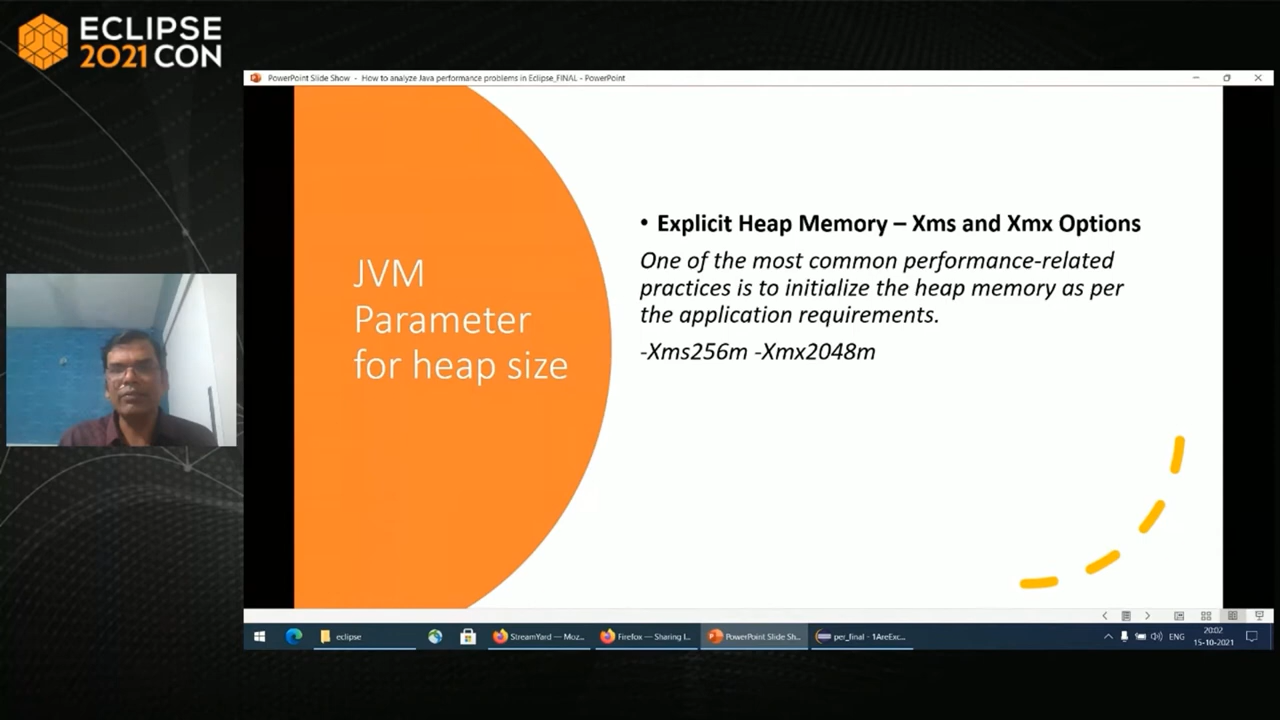 ECLIPSE
2021 CON
PowerPoint Slide Show - How to analyze Java performance problems in Eclipse_FINAL - PowerPoint
JVM
Parameter
for heap size
• Explicit Heap Memory – Xms and Xmx Options
One of the most common performance-related
practices is to initialize the heap memory as per
the application requirements.
-Xms256m -Xmx2048m
eclipse
StreamYard — Moz...
Firefox — Sharing I...
PowerPoint Slide Sh...
per_final - 1AreExc...
ENG
20:02
15-10-2021